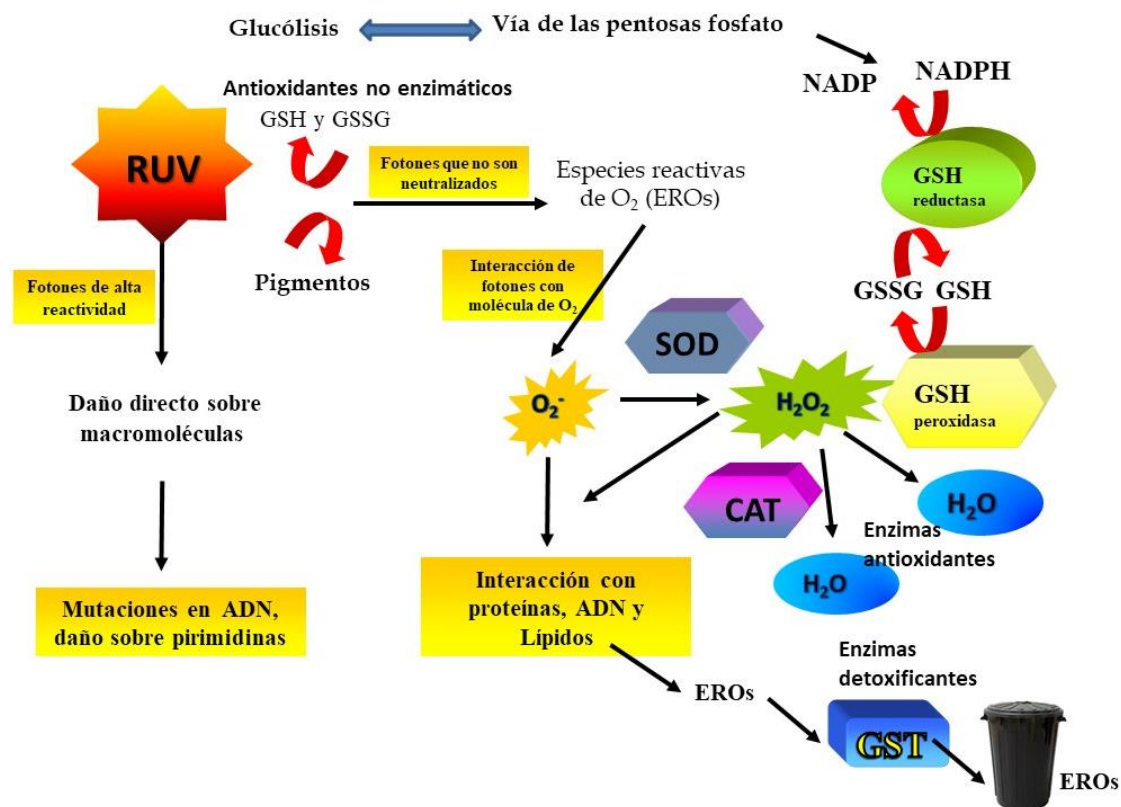 Glucólisis
Vía de las pentosas fosfato
NADP
NADPH
Antioxidantes no enzimáticos
GSH y GSSG
RUV
Fotones que no son
neutralizados
Especies reactivas
de O₂ (EROs)
GSH
reductasa
Pigmentos
Fotones de alta
reactividad
Interacción de
fotones con
molécula de O₂
GSSG GSH
SOD
O₂⁻
H₂O₂
GSH
peroxidasa
Daño directo sobre
macromoléculas
CAT
H₂O
Enzimas
antioxidantes
H₂O
Mutaciones en ADN,
daño sobre pirimidinas
Interacción con
proteínas, ADN y
Lípidos
Enzimas
detoxificantes
EROs
GST
EROs